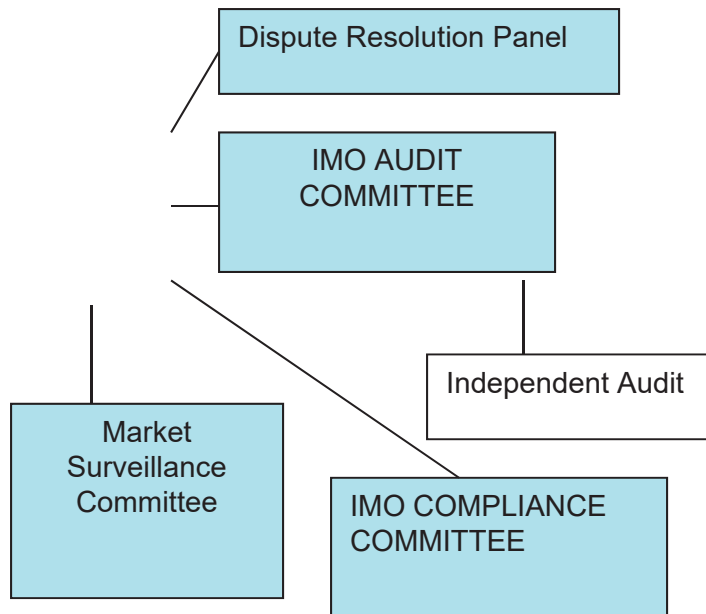 Dispute Resolution Panel
IMO AUDIT
COMMITTEE
Independent Audit
Market
Surveillance
Committee
IMO COMPLIANCE
COMMITTEE